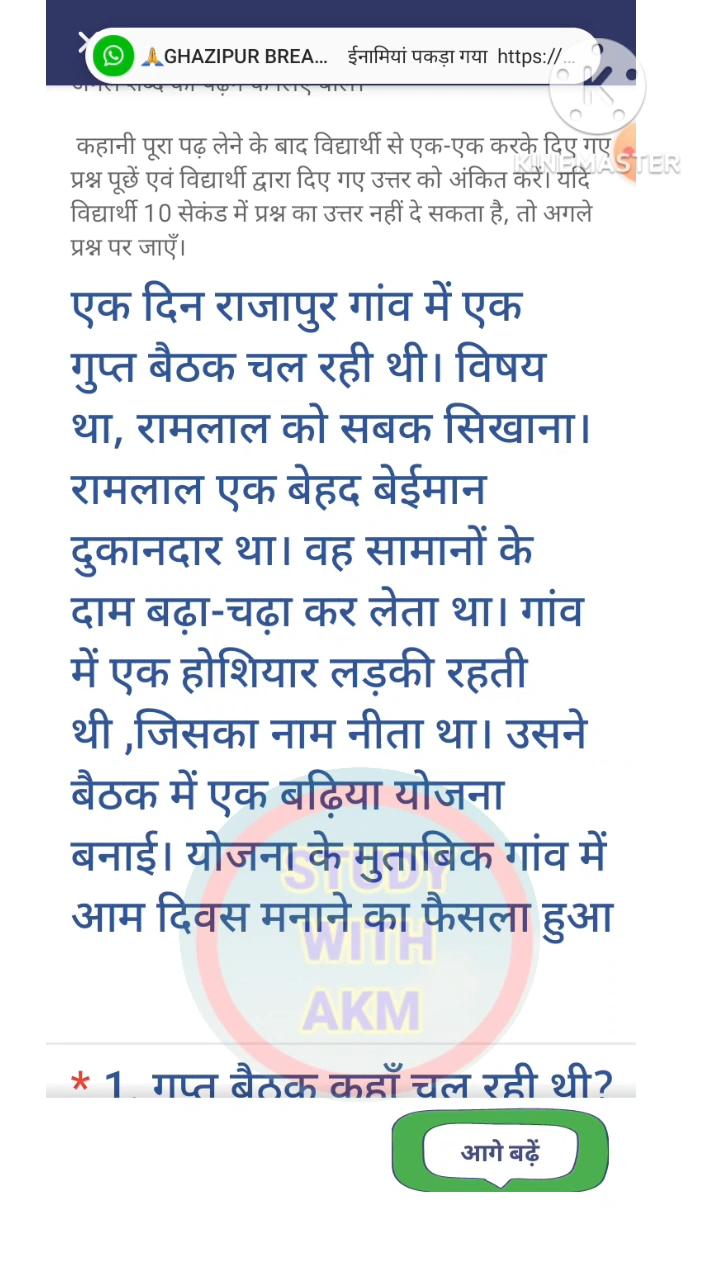 🙏GHAZIPUR BREA... ईनामियां पकड़ा गया https://...
KINEMASTER
कहानी पूरा पढ़ लेने के बाद विद्यार्थी से एक-एक करके दिए गए
प्रश्न पूछें एवं विद्यार्थी द्वारा दिए गए उत्तर को अंकित करें। यदि
विद्यार्थी 10 सेकंड में प्रश्न का उत्तर नहीं दे सकता है, तो अगले
प्रश्न पर जाएँ।
एक दिन राजापुर गांव में एक
गुप्त बैठक चल रही थी। विषय
था, रामलाल को सबक सिखाना।
रामलाल एक बेहद बेईमान
दुकानदार था। वह सामानों के
दाम बढ़ा-चढ़ा कर लेता था। गांव
में एक होशियार लड़की रहती
थी ,जिसका नाम नीता था। उसने
बैठक में एक बढ़िया योजना
बनाई। योजना के मुताबिक गांव में
आम दिवस मनाने का फैसला हुआ
STUDY
WITH
AKM
* 1. गुप्त बैठक कहाँ चल रही थी?
आगे बढ़ें